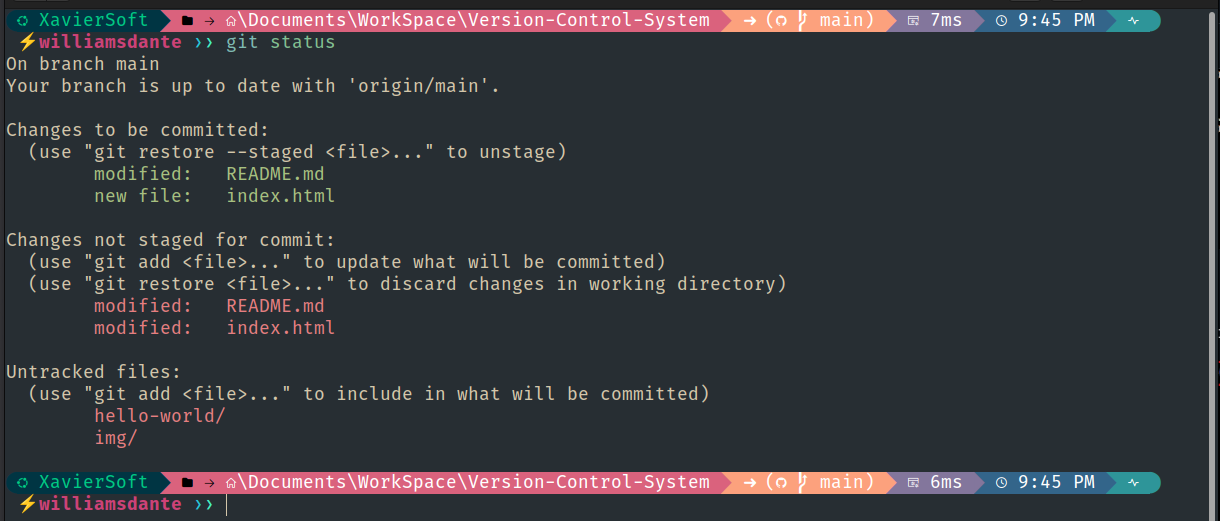 XavierSoft → \Documents\WorkSpace\Version-Control-System → ( main) 7ms 9:45 PM
⚡williamsdante ❯❯ git status
On branch main
Your branch is up to date with 'origin/main'.
Changes to be committed:
(use "git restore --staged <file>..." to unstage)
modified: README.md
new file: index.html
Changes not staged for commit:
(use "git add <file>..." to update what will be committed)
(use "git restore <file>..." to discard changes in working directory)
modified: README.md
modified: index.html
Untracked files:
(use "git add <file>..." to include in what will be committed)
hello-world/
img/
XavierSoft → \Documents\WorkSpace\Version-Control-System → ( main) 6ms 9:45 PM
⚡williamsdante ❯❯